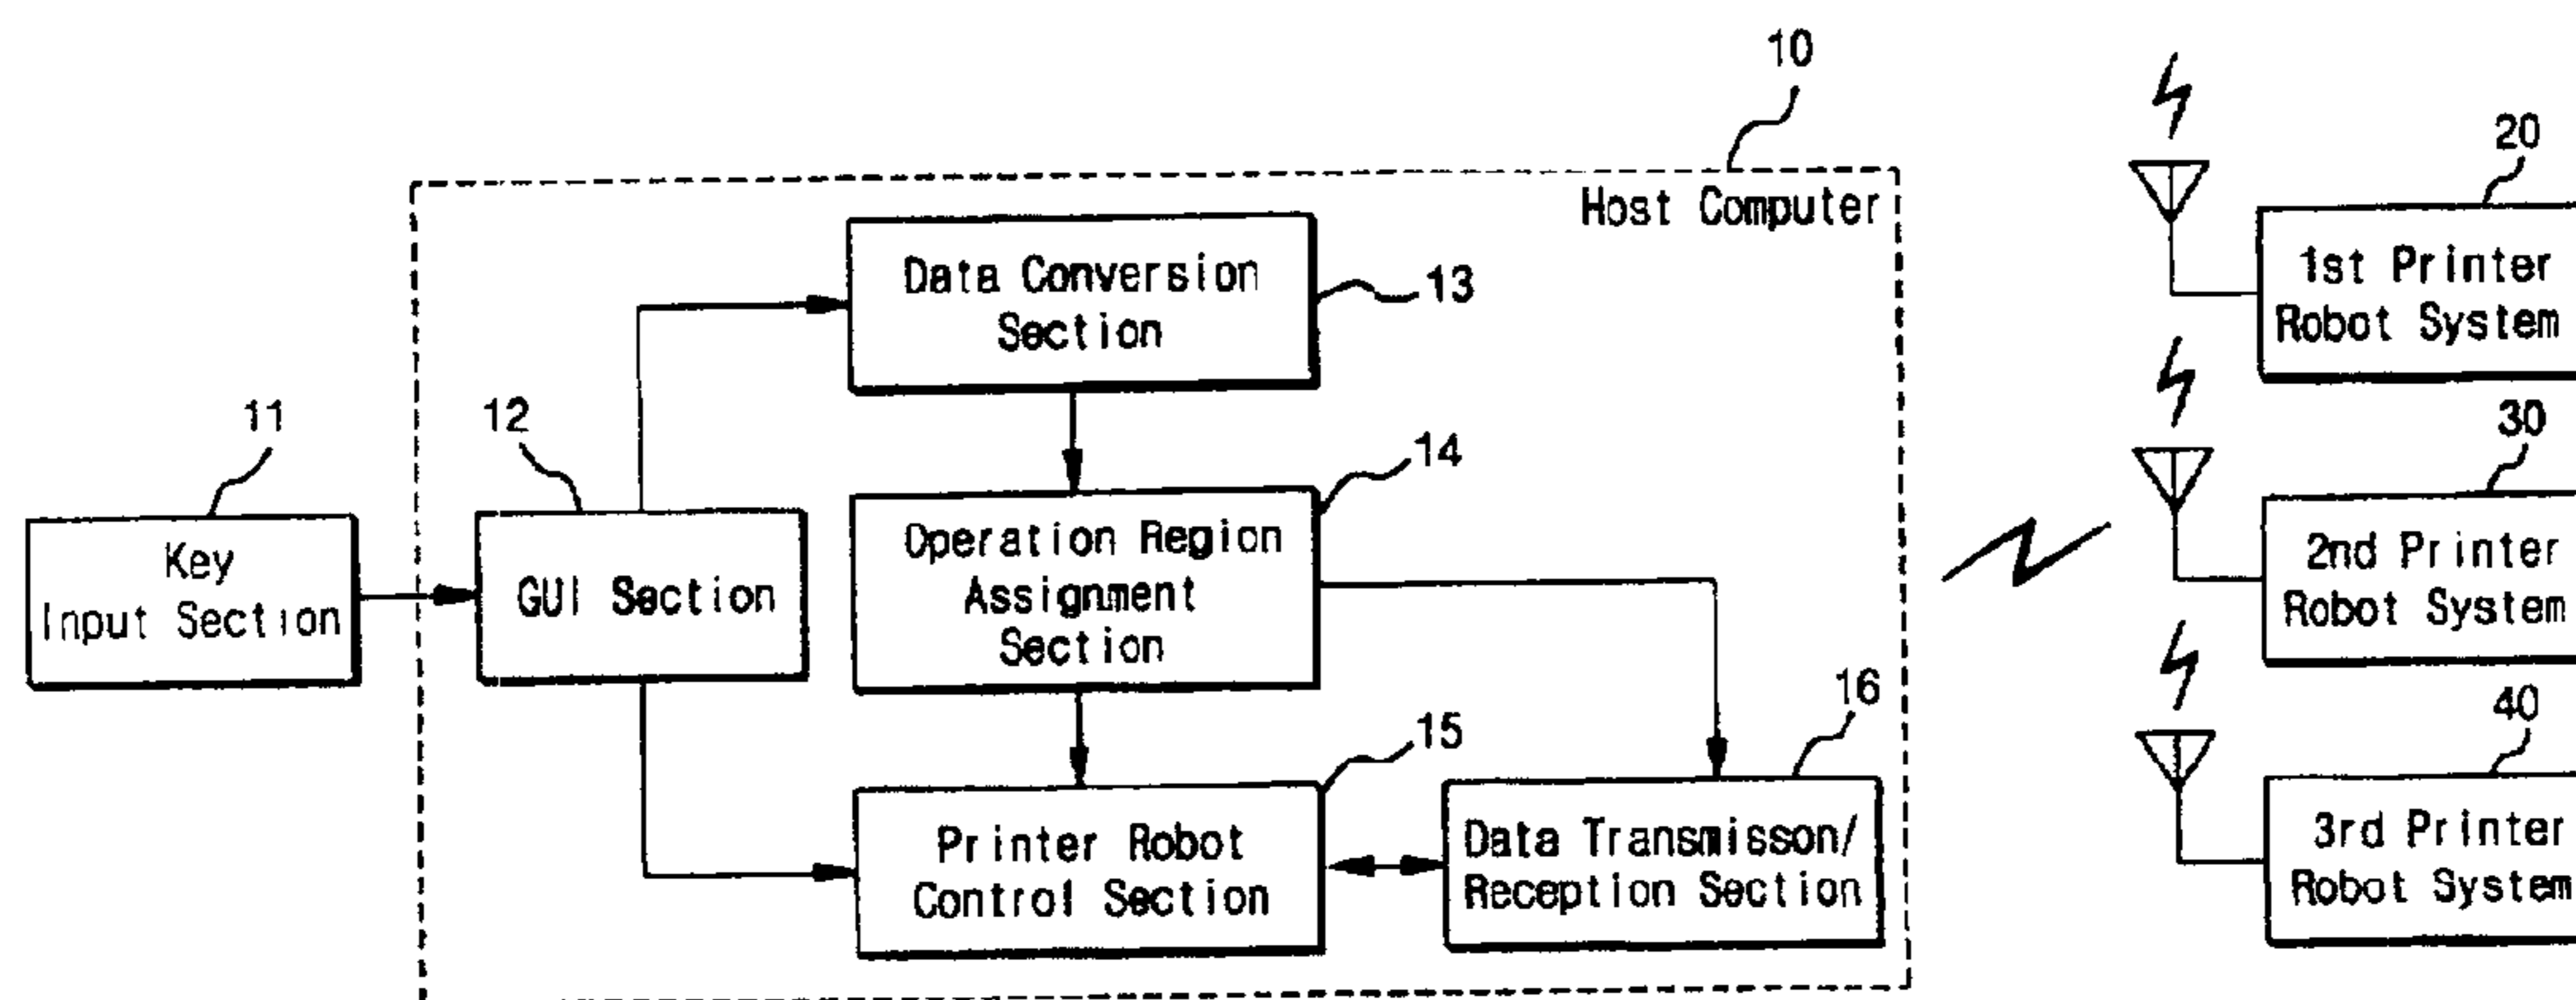 10
Host Computer
20
1st Printer
Robot System
Data Conversion
Section
13
11
12
14
30
Key
Input Section
GUI Section
Operation Region
Assignment
Section
2nd Printer
Robot System
15
16
40
Printer Robot
Control Section
Data Transmisson/
Reception Section
3rd Printer
Robot System